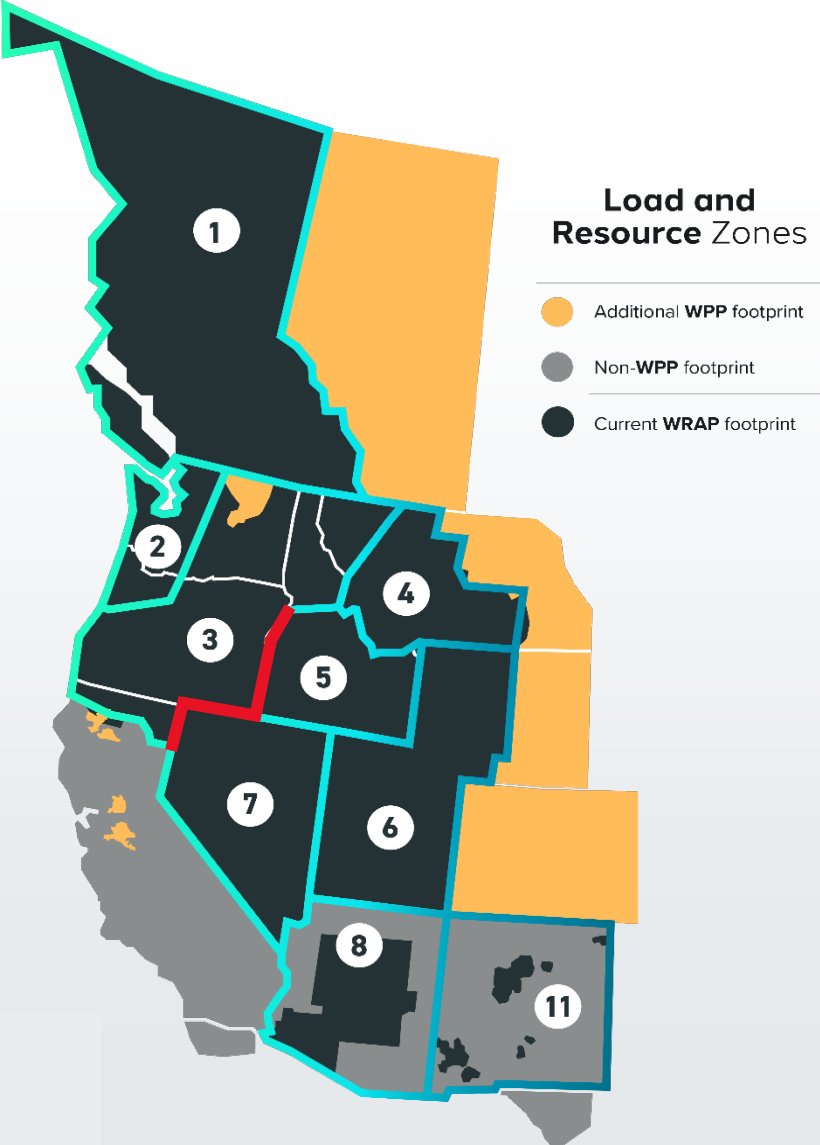 Load and
Resource Zones
Additional WPP footprint
Non-WPP footprint
Current WRAP footprint
1
2
3
4
5
6
7
8
11